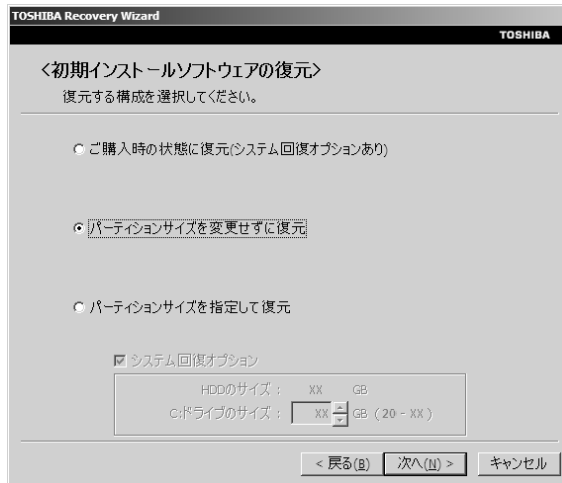 TOSHIBA Recovery Wizard
TOSHIBA
<初期インストールソフトウェアの復元>
復元する構成を選択してください。
ご購入時の状態に復元(システム回復オプションあり)
パーティションサイズを変更せずに復元
パーティションサイズを指定して復元
システム回復オプション
HDDのサイズ : XX GB
C:ドライブのサイズ : XX GB ( 20 - XX )
< 戻る(B) 次へ(N) > キャンセル